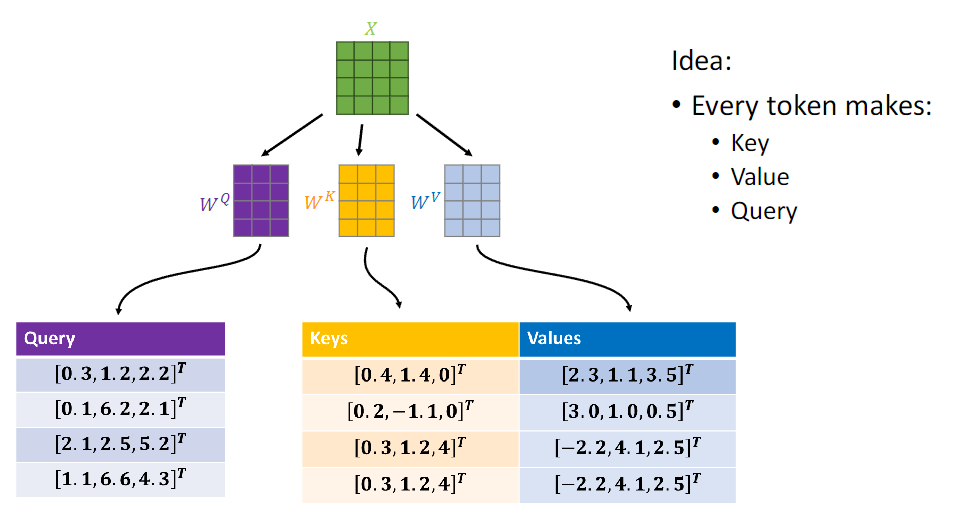 X
Idea:
• Every token makes:
• Key
• Value
• Query
W^Q
W^K
W^V
Query
[0.3, 1.2, 2.2]^T
[0.1, 6.2, 2.1]^T
[2.1, 2.5, 5.2]^T
[1.1, 6.6, 4.3]^T
Keys Values
[0.4, 1.4, 0]^T [2.3, 1.1, 3.5]^T
[0.2, −1.1, 0]^T [3.0, 1.0, 0.5]^T
[0.3, 1.2, 4]^T [−2.2, 4.1, 2.5]^T
[0.3, 1.2, 4]^T [−2.2, 4.1, 2.5]^T